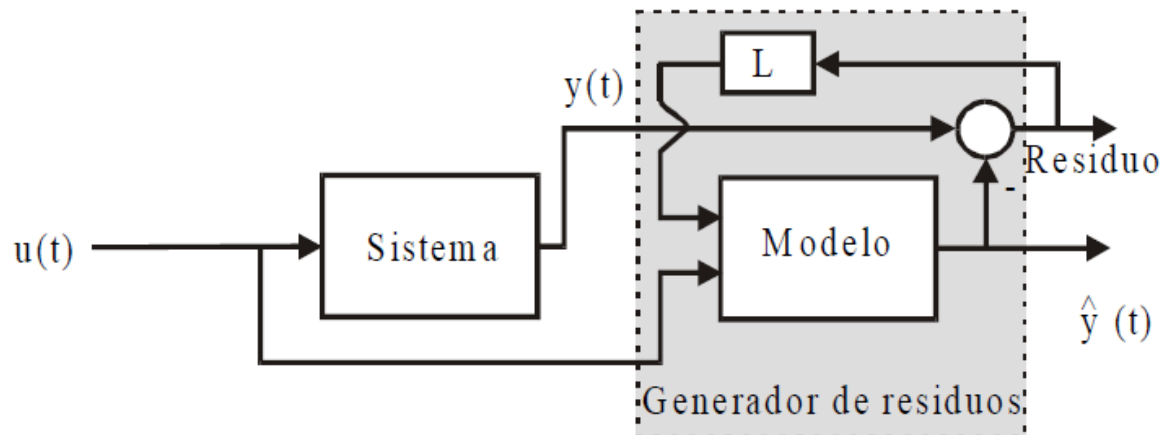 L
y(t)
Residuo
-
u(t)
Sistema
Modelo
ŷ (t)
Generador de residuos